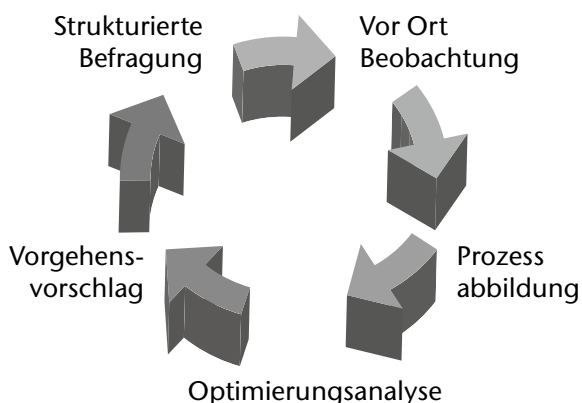 Strukturierte
Befragung
Vor Ort
Beobachtung
Prozess
abbildung
Optimierungsanalyse
Vorgehens-
vorschlag